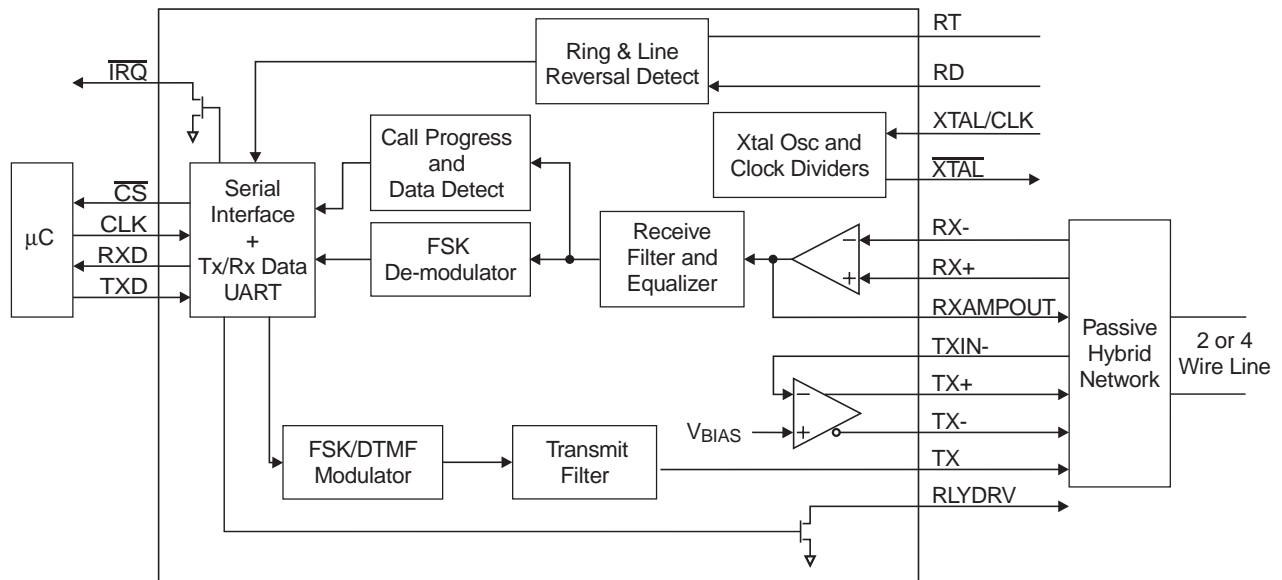 RT
Ring & Line
Reversal Detect
IRQ
RD
XTAL/CLK
Xtal Osc and
Clock Dividers
XTAL
Call Progress
and
Data Detect
μC
CS
CLK
RXD
TXD
Serial
Interface
+
Tx/Rx Data
UART
FSK
De-modulator
Receive
Filter and
Equalizer
−
+
RX-
RX+
RXAMPOUT
TXIN-
TX+
TX-
TX
RLYDRV
Passive
Hybrid
Network
2 or 4
Wire Line
VBIAS
−
+
FSK/DTMF
Modulator
Transmit
Filter